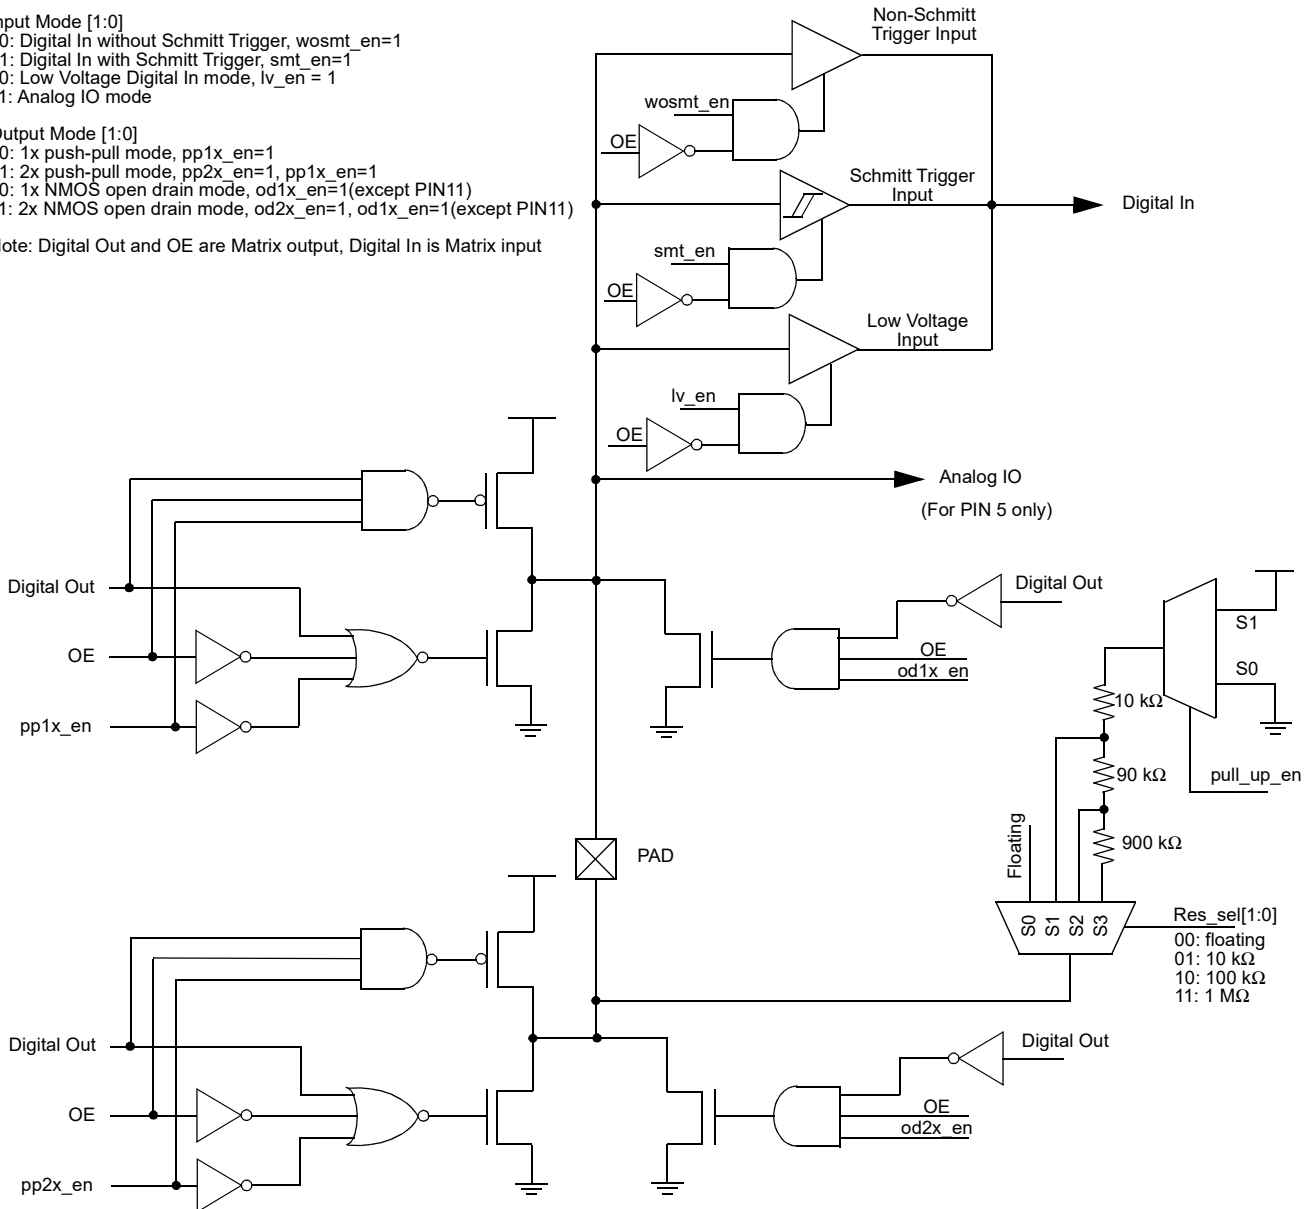 nput Mode [1:0]
0: Digital In without Schmitt Trigger, wosmt_en=1
1: Digital In with Schmitt Trigger, smt_en=1
0: Low Voltage Digital In mode, lv_en = 1
1: Analog IO mode
utput Mode [1:0]
0: 1x push-pull mode, pp1x_en=1
1: 2x push-pull mode, pp2x_en=1, pp1x_en=1
0: 1x NMOS open drain mode, od1x_en=1(except PIN11)
1: 2x NMOS open drain mode, od2x_en=1, od1x_en=1(except PIN11)
ote: Digital Out and OE are Matrix output, Digital In is Matrix input
Non-Schmitt
Trigger Input
wosmt_en
OE
Schmitt Trigger
Input
Digital In
smt_en
OE
Low Voltage
Input
lv_en
OE
Analog IO
(For PIN 5 only)
Digital Out
OE
pp1x_en
Digital Out
OE
od1x_en
S1
S0
10 kΩ
90 kΩ
pull_up_en
900 kΩ
Floating
PAD
S0
S1
S2
S3
Res_sel[1:0]
00: floating
01: 10 kΩ
10: 100 kΩ
11: 1 MΩ
Digital Out
OE
pp2x_en
Digital Out
OE
od2x_en